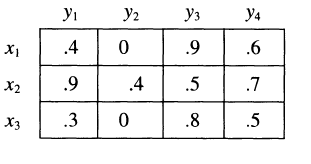 y₁ y₂ y₃ y₄
x₁ .4 0 .9 .6
x₂ .9 .4 .5 .7
x₃ .3 0 .8 .5